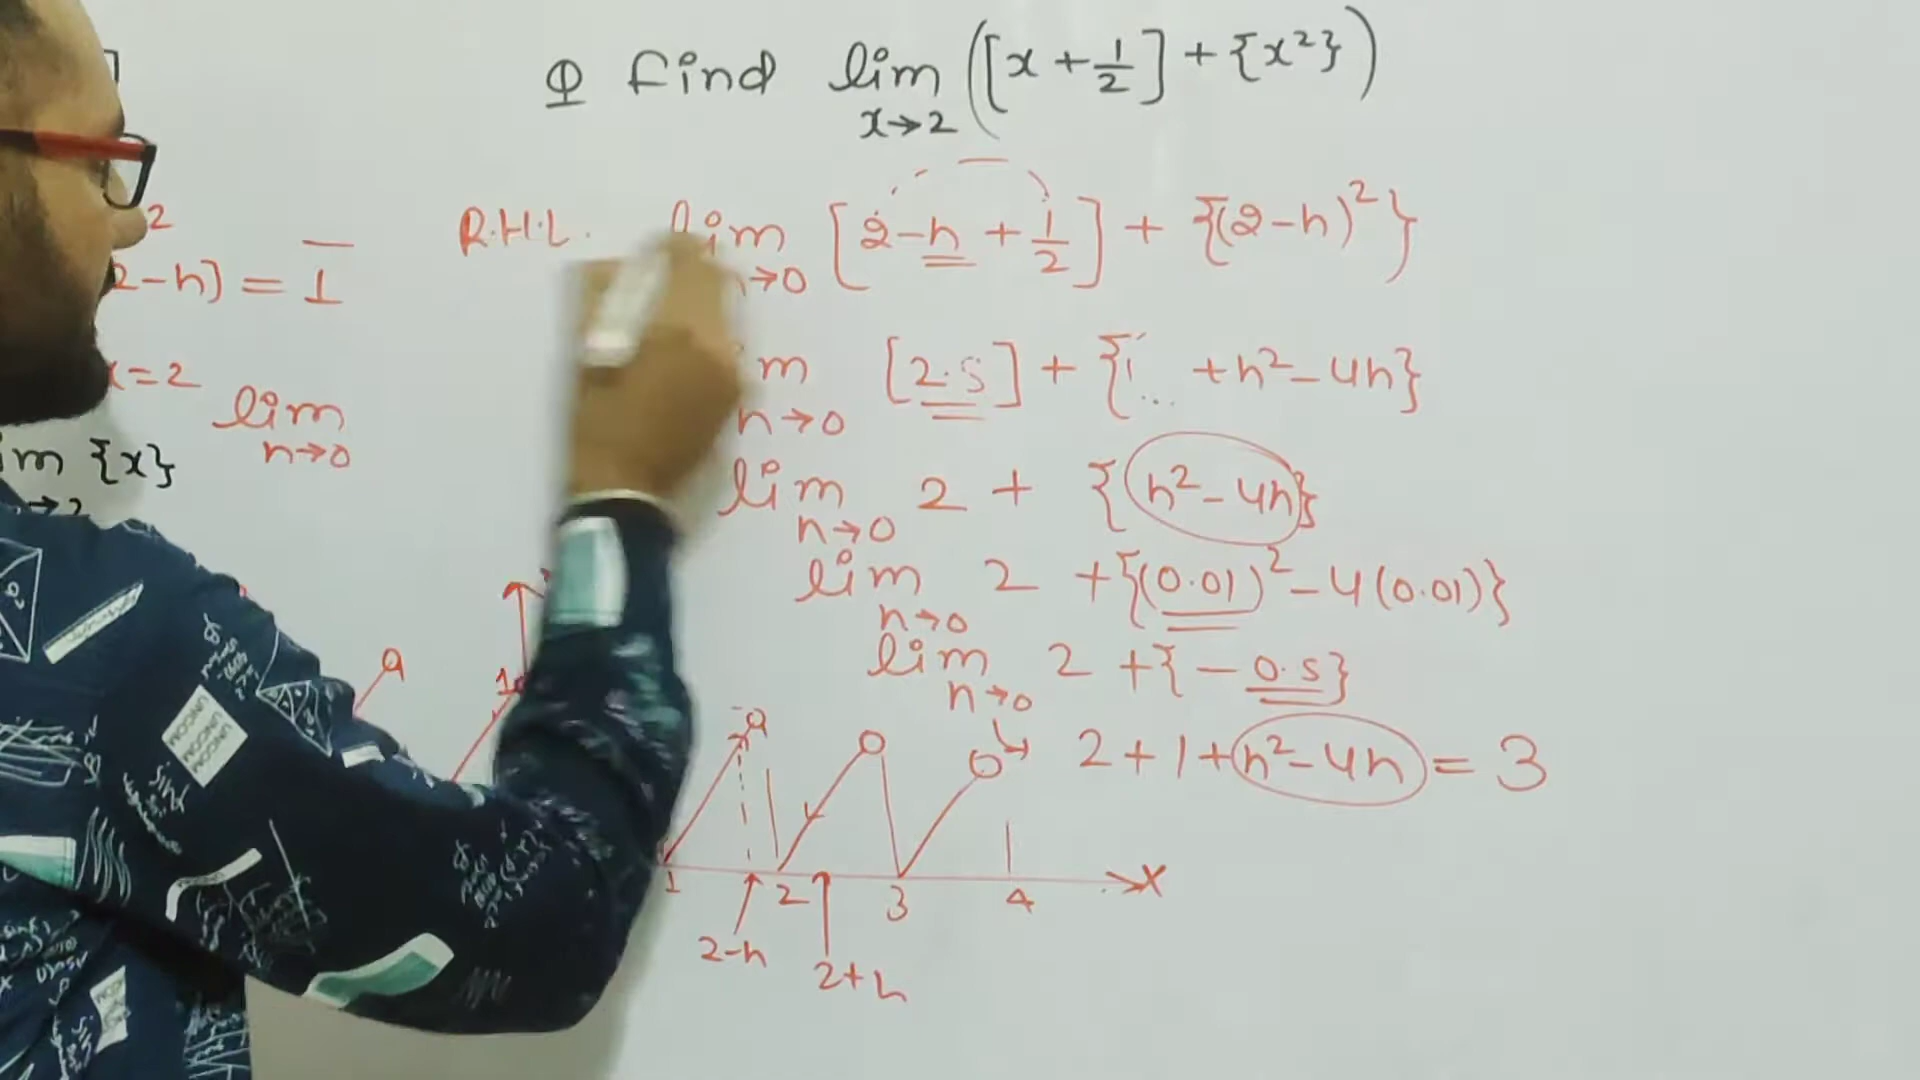 Q Find lim ([x + 1/2] + {x²})
x→2
R.H.L. lim [2-h + 1/2] + {(2-h)²}
→0
2-h] = 1
m [2.5] + { +h²-4h}
h→0
x=2 lim
h→0
im {x}
→2
lim 2 + {h²-4h}
h→0
lim 2 + {(0.01)²-4(0.01)}
h→0
lim 2 + {-0.5}
h→0
2+1+h²-4h = 3
1 2 3 4 X
2-h
2+h